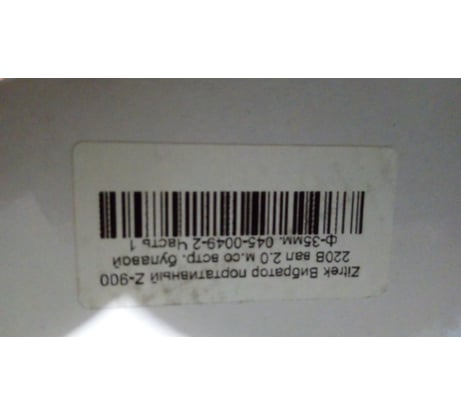 Zitrek Вибратор портативный Z-900
220В вал 2.0 м.со встр. булавой
ф-35мм. 045-0049-2 Часть 1